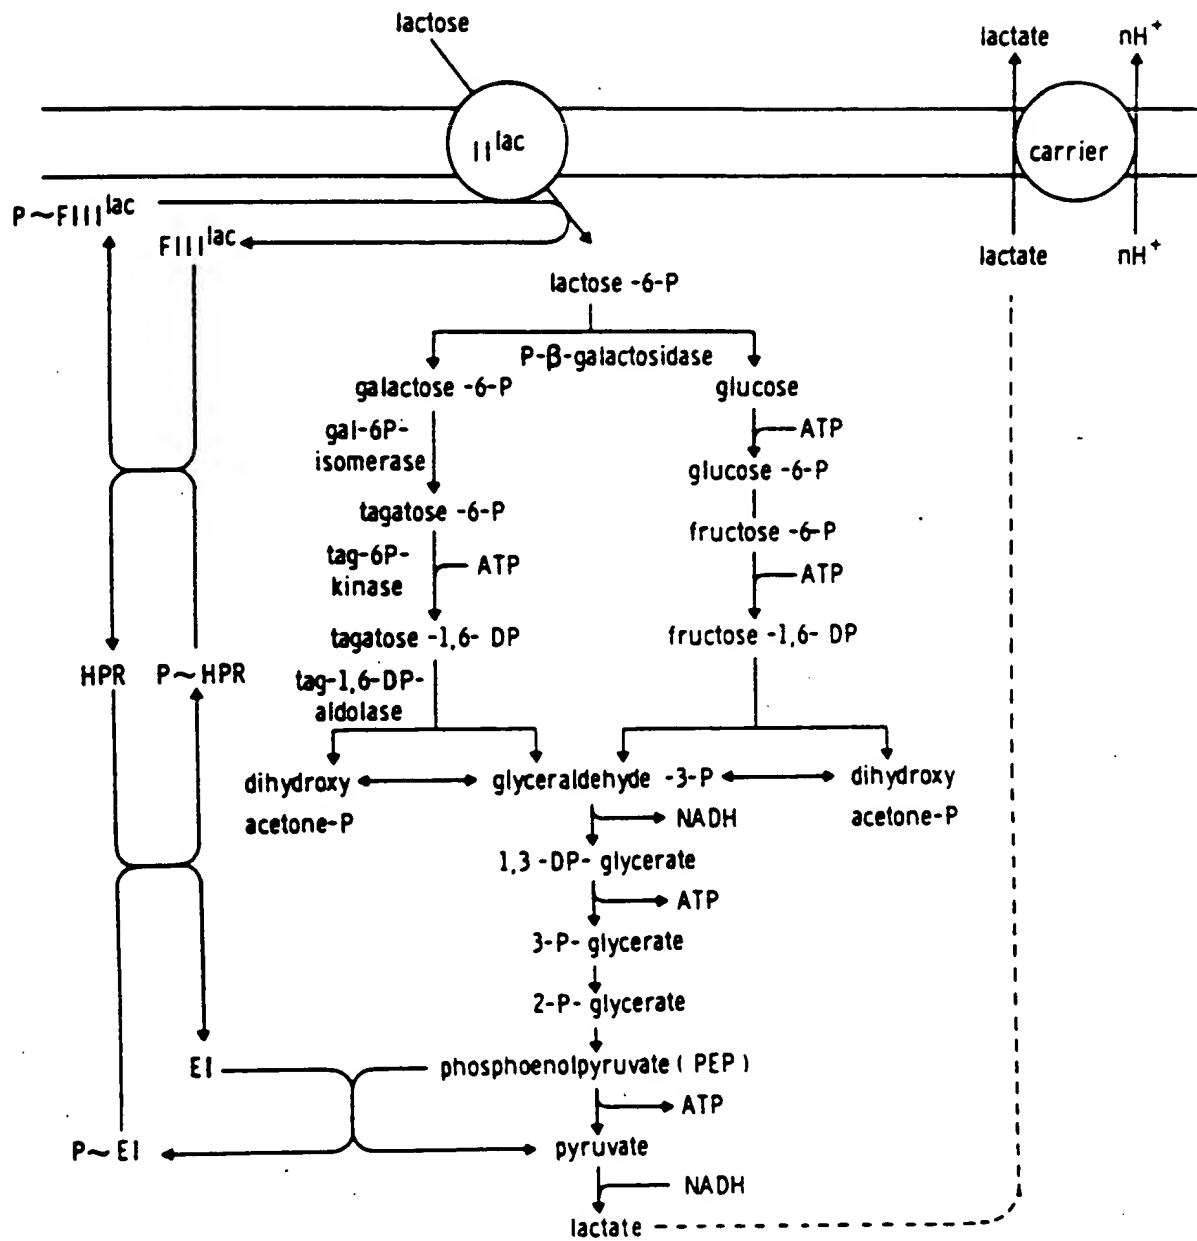 lactose
lactate nH+
II lac
carrier
P~FIII lac
FIII lac
lactate nH+
lactose -6-P
P-β-galactosidase
galactose -6-P
glucose
gal-6P-
isomerase
ATP
glucose -6-P
tagatose -6-P
fructose -6-P
tag-6P-
kinase
ATP
ATP
tagatose -1,6- DP
fructose -1,6- DP
HPR P~HPR
tag-1,6-DP-
aldolase
dihydroxy
acetone-P
glyceraldehyde -3-P
dihydroxy
acetone-P
NADH
1,3 -DP- glycerate
ATP
3-P- glycerate
2-P- glycerate
EI
phosphoenolpyruvate ( PEP )
ATP
P~EI
pyruvate
NADH
lactate